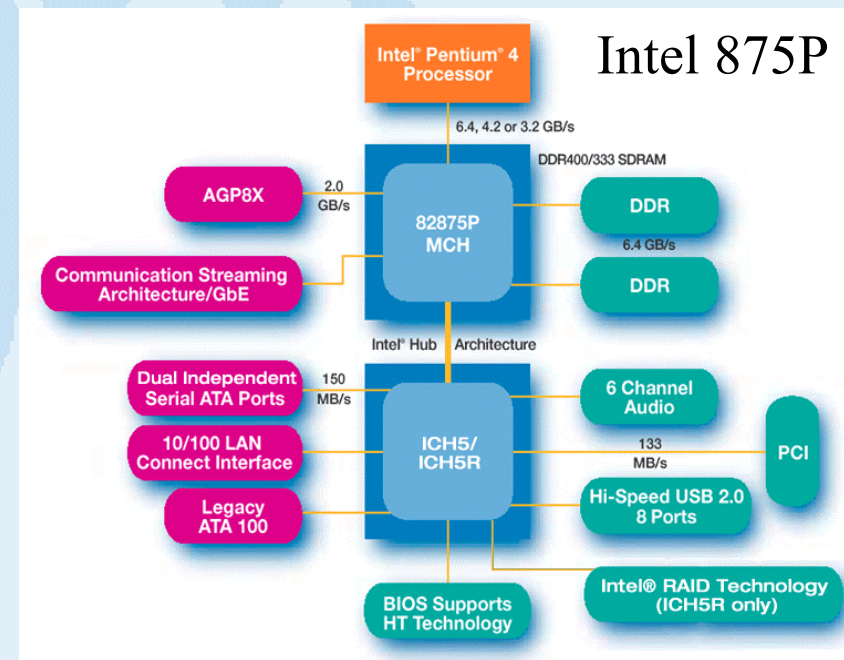 Intel 875P
Intel® Pentium® 4
Processor
6.4, 4.2 or 3.2 GB/s
DDR400/333 SDRAM
AGP8X
2.0
GB/s
82875P
MCH
DDR
6.4 GB/s
DDR
Communication Streaming
Architecture/GbE
Intel® Hub Architecture
Dual Independent
Serial ATA Ports
150
MB/s
6 Channel
Audio
10/100 LAN
Connect Interface
ICH5/
ICH5R
133
MB/s
PCI
Legacy
ATA 100
Hi-Speed USB 2.0
8 Ports
BIOS Supports
HT Technology
Intel® RAID Technology
(ICH5R only)